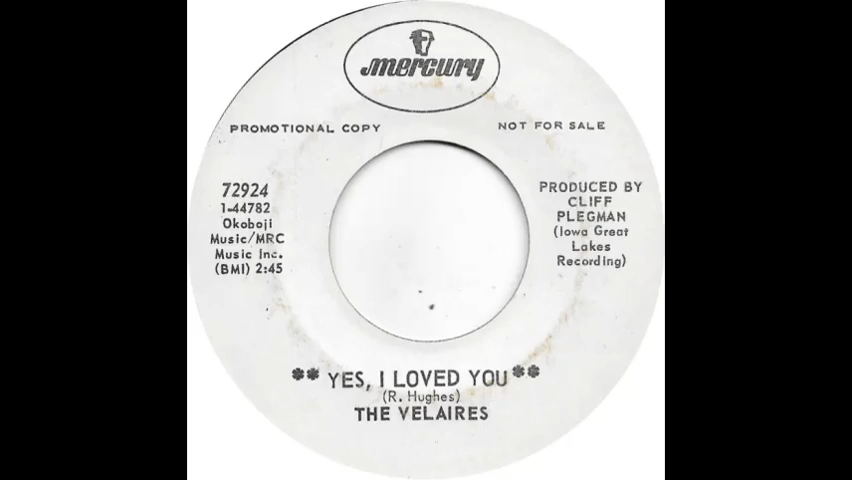 mercury
PROMOTIONAL COPY
NOT FOR SALE
72924
1-44782
Okoboji
Music/MRC
Music Inc.
(BMI) 2:45
PRODUCED BY
CLIFF
PLEGMAN
(Iowa Great
Lakes
Recording)
** YES, I LOVED YOU **
(R. Hughes)
THE VELAIRES